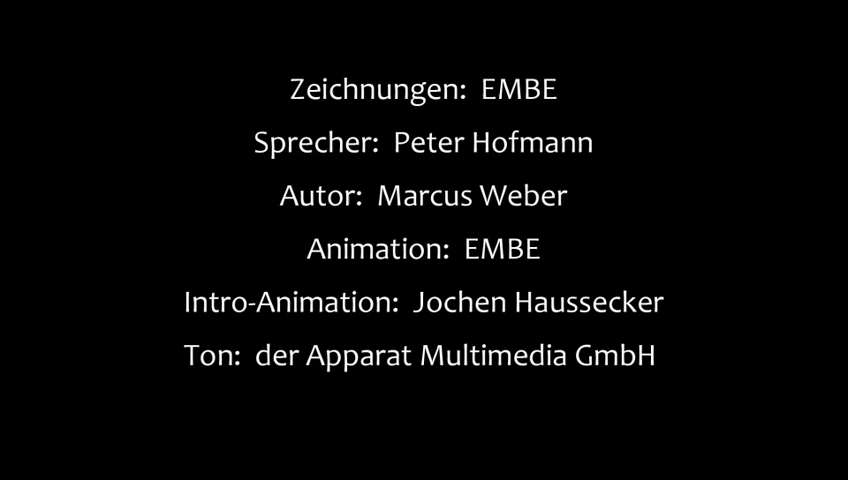 Zeichnungen: EMBE
Sprecher: Peter Hofmann
Autor: Marcus Weber
Animation: EMBE
Intro-Animation: Jochen Haussecker
Ton: der Apparat Multimedia GmbH